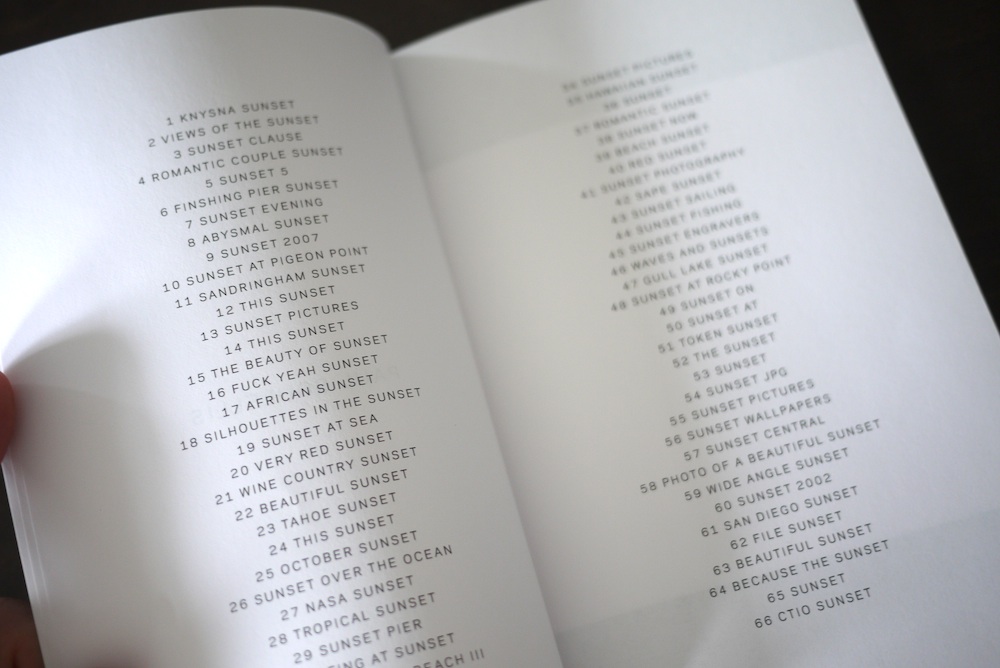 1 KNYSNA SUNSET
2 VIEWS OF THE SUNSET
3 SUNSET CLAUSE
4 ROMANTIC COUPLE SUNSET
5 SUNSET 5
6 FINSHING PIER SUNSET
7 SUNSET EVENING
8 ABYSMAL SUNSET
9 SUNSET 2007
10 SUNSET AT PIGEON POINT
11 SANDRINGHAM SUNSET
12 THIS SUNSET
13 SUNSET PICTURES
14 THIS SUNSET
15 THE BEAUTY OF SUNSET
16 FUCK YEAH SUNSET
17 AFRICAN SUNSET
18 SILHOUETTES IN THE SUNSET
19 SUNSET AT SEA
20 VERY RED SUNSET
21 WINE COUNTRY SUNSET
22 BEAUTIFUL SUNSET
23 TAHOE SUNSET
24 THIS SUNSET
25 OCTOBER SUNSET
26 SUNSET OVER THE OCEAN
27 NASA SUNSET
28 TROPICAL SUNSET
29 SUNSET PIER
AT SUNSET
BEACH III
SUNSET PICTURES
HAWAIIAN SUNSET
36 SUNSET
37 ROMANTIC SUNSET
38 SUNSET NOW
39 BEACH SUNSET
40 RED SUNSET
41 SUNSET PHOTOGRAPHY
42 SAPE SUNSET
43 SUNSET SAILING
44 SUNSET FISHING
45 SUNSET ENGRAVERS
46 WAVES AND SUNSETS
47 GULL LAKE SUNSET
48 SUNSET AT ROCKY POINT
49 SUNSET ON
50 SUNSET AT
51 TOKEN SUNSET
52 THE SUNSET
53 SUNSET
54 SUNSET JPG
55 SUNSET PICTURES
56 SUNSET WALLPAPERS
57 SUNSET CENTRAL
58 PHOTO OF A BEAUTIFUL SUNSET
59 WIDE ANGLE SUNSET
60 SUNSET 2002
61 SAN DIEGO SUNSET
62 FILE SUNSET
63 BEAUTIFUL SUNSET
64 BECAUSE THE SUNSET
65 SUNSET
66 CTIO SUNSET